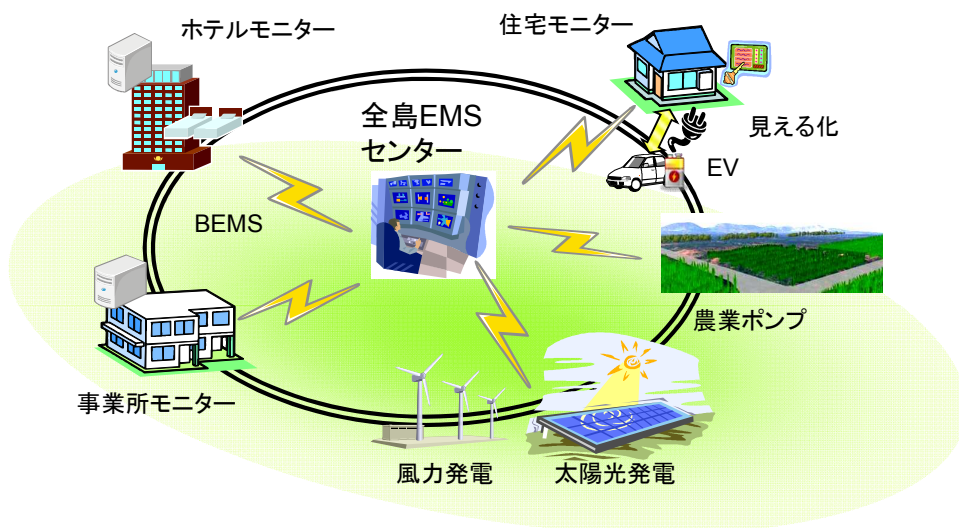 ホテルモニター
住宅モニター
全島EMS
センター
見える化
EV
BEMS
農業ポンプ
事業所モニター
風力発電
太陽光発電